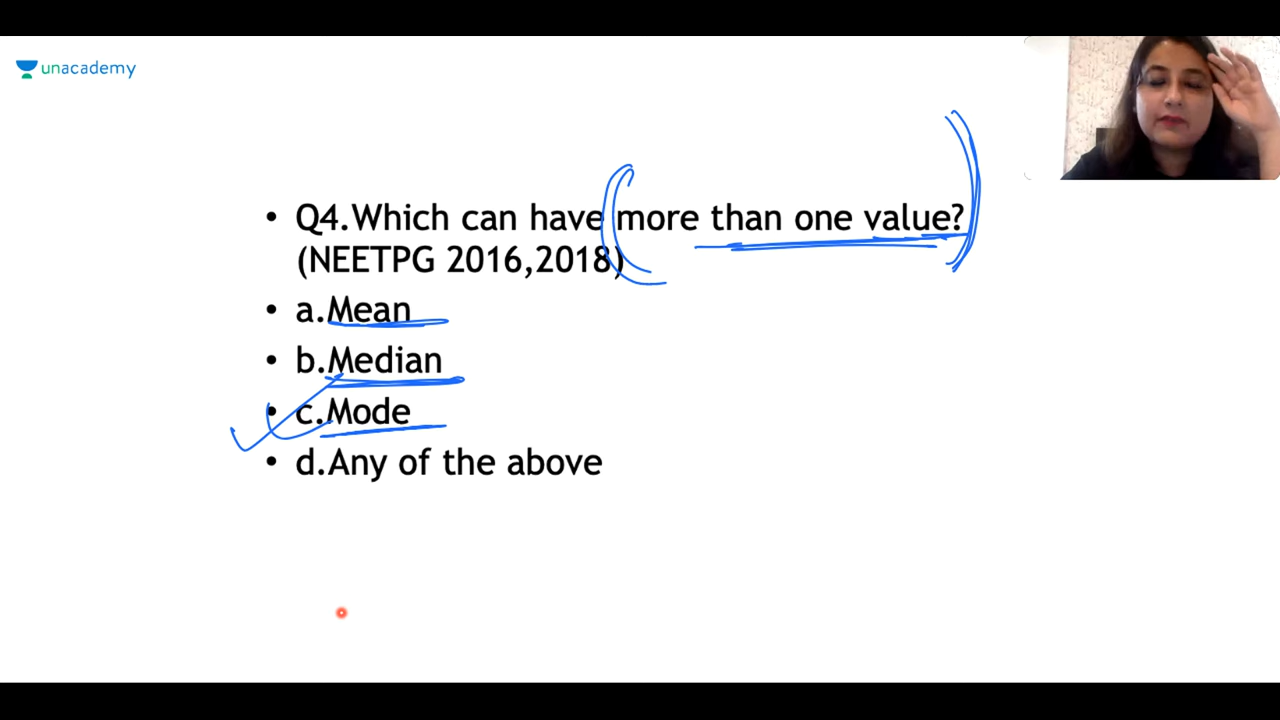 unacademy
• Q4.Which can have more than one value?
(NEETPG 2016,2018)
• a.Mean
• b.Median
• c.Mode
• d.Any of the above